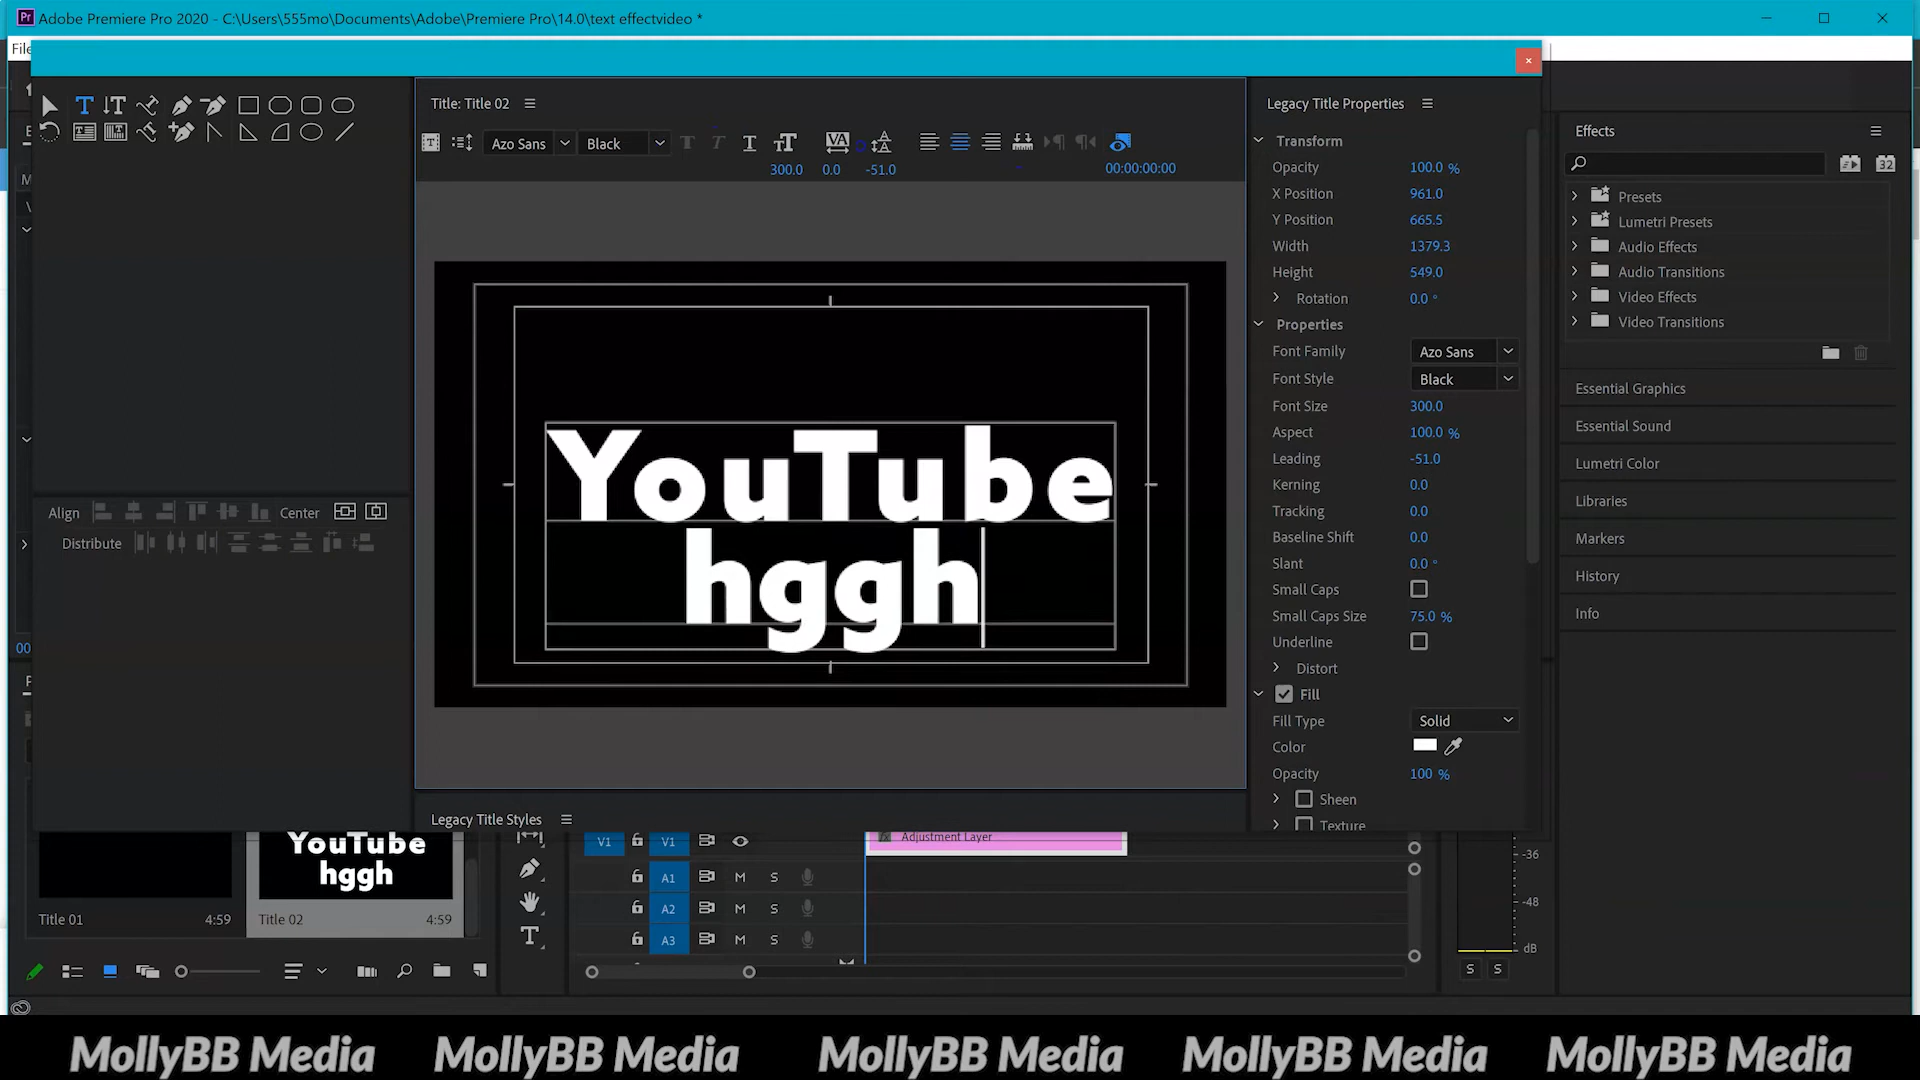 Adobe Premiere Pro 2020 - C:\Users\555mo\Documents\Adobe\Premiere Pro\14.0\text effectvideo *
File
Title: Title 02
Azo Sans
Black
300.0
0.0
-51.0
00:00:00:00
YouTube
hggh
Align
Center
Distribute
Legacy Title Styles
Legacy Title Properties
Transform
Opacity 100.0 %
X Position 961.0
Y Position 665.5
Width 1379.3
Height 549.0
Rotation 0.0 °
Properties
Font Family Azo Sans
Font Style Black
Font Size 300.0
Aspect 100.0 %
Leading -51.0
Kerning 0.0
Tracking 0.0
Baseline Shift 0.0
Slant 0.0 °
Small Caps
Small Caps Size 75.0 %
Underline
Distort
Fill
Fill Type Solid
Color
Opacity 100 %
Sheen
Texture
Effects
32
Presets
Lumetri Presets
Audio Effects
Audio Transitions
Video Effects
Video Transitions
Essential Graphics
Essential Sound
Lumetri Color
Libraries
Markers
History
Info
YouTube
hggh
Title 01 4:59
Title 02 4:59
V1 V1
Adjustment Layer
A1 M S
A2 M S
A3 M S
-36
-48
dB
S S
MollyBB Media MollyBB Media MollyBB Media MollyBB Media MollyBB Media